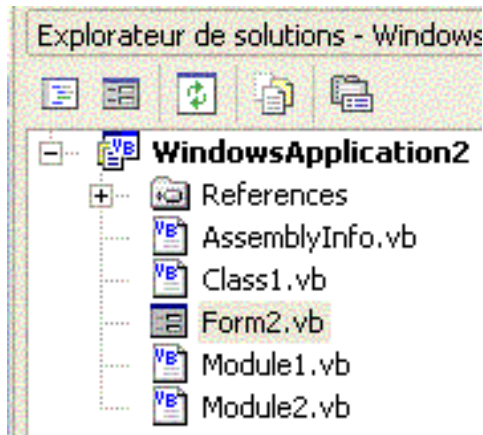 Explorateur de solutions - Windows
WindowsApplication2
References
AssemblyInfo.vb
Class1.vb
Form2.vb
Module1.vb
Module2.vb